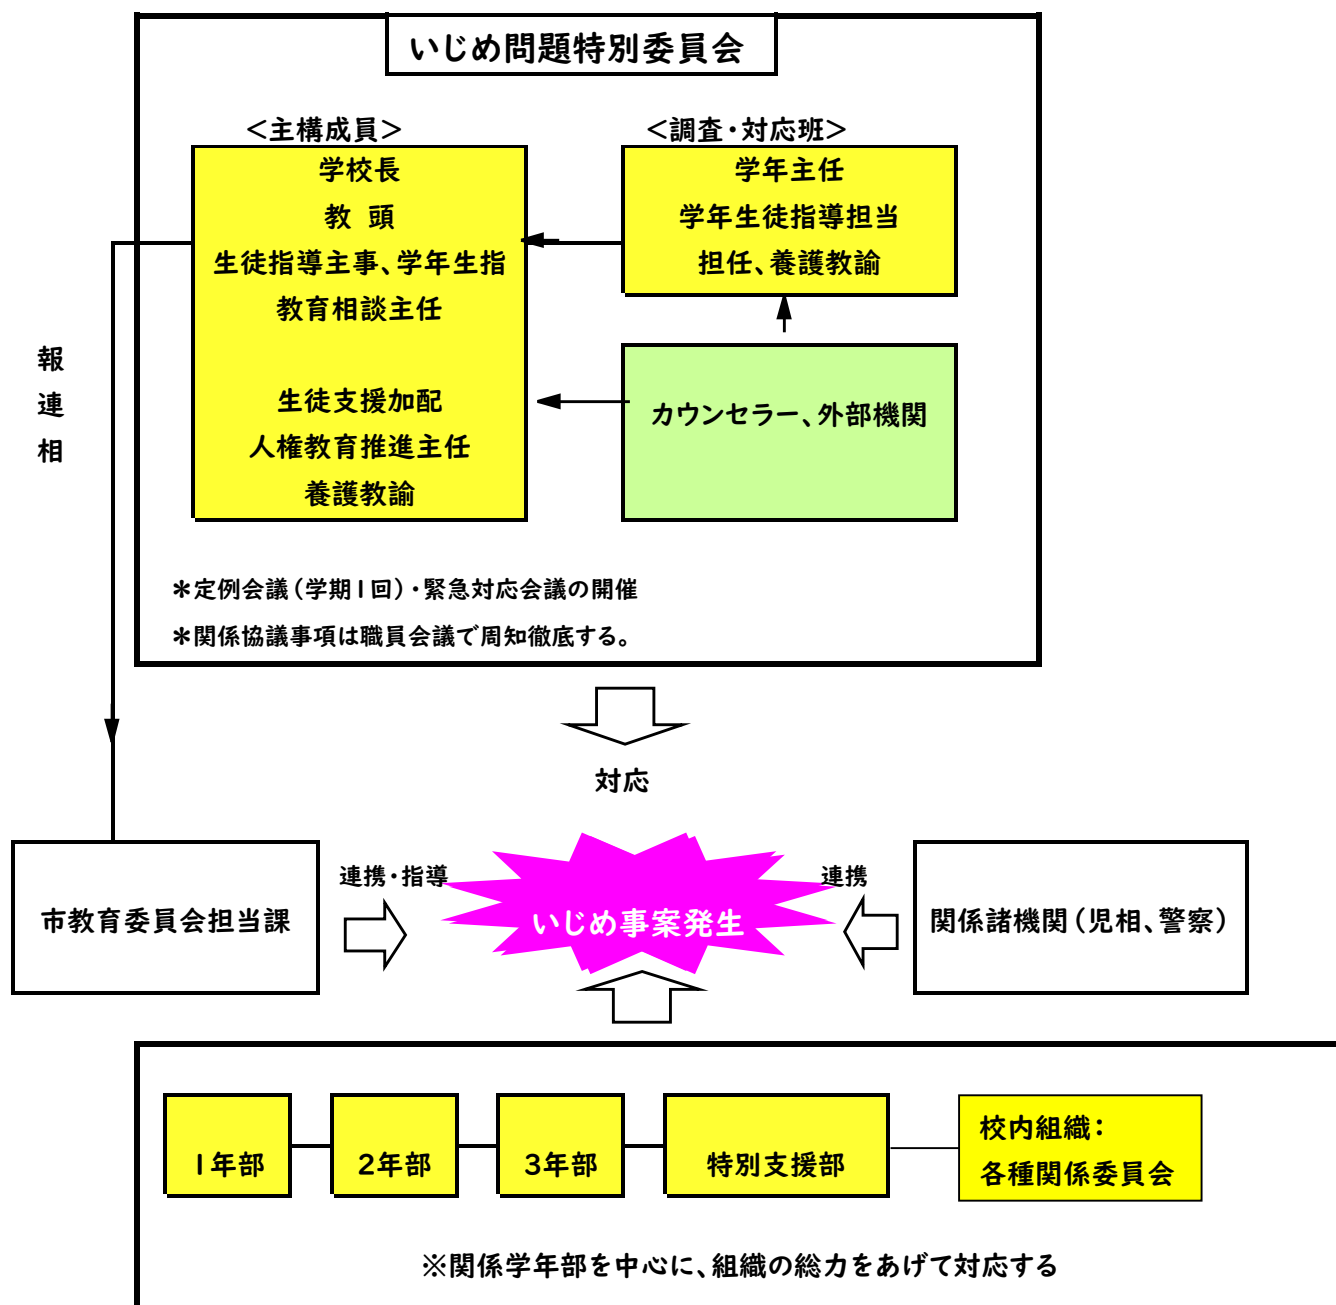 いじめ問題特別委員会
＜主構成員＞
学校長
教 頭
生徒指導主事、学年生指
教育相談主任
生徒支援加配
人権教育推進主任
養護教諭
＜調査・対応班＞
学年主任
学年生徒指導担当
担任、養護教諭
カウンセラー、外部機関
報連相
＊定例会議（学期1回）・緊急対応会議の開催
＊関係協議事項は職員会議で周知徹底する。
対応
市教育委員会担当課
連携・指導
いじめ事案発生
連携
関係諸機関（児相、警察）
1年部
2年部
3年部
特別支援部
校内組織：
各種関係委員会
※関係学年部を中心に、組織の総力をあげて対応する